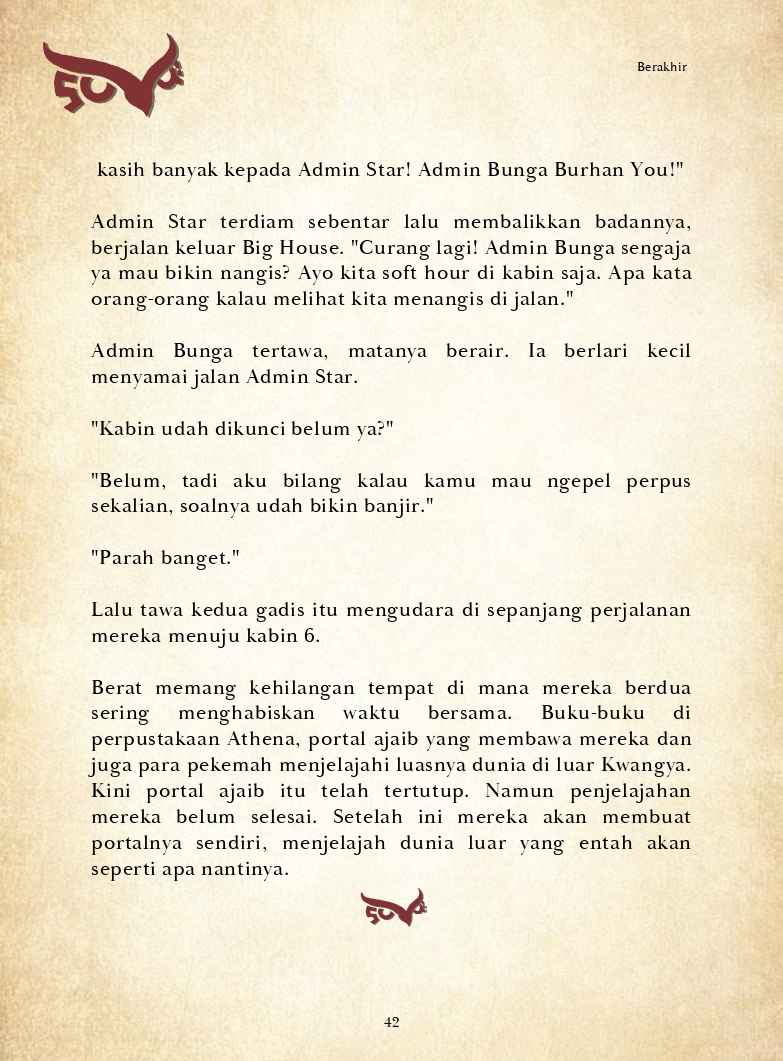 Berakhir
kasih banyak kepada Admin Star! Admin Bunga Burhan You!"
Admin Star terdiam sebentar lalu membalikkan badannya,
berjalan keluar Big House. "Curang lagi! Admin Bunga sengaja
ya mau bikin nangis? Ayo kita soft hour di kabin saja. Apa kata
orang-orang kalau melihat kita menangis di jalan."
Admin Bunga tertawa, matanya berair. Ia berlari kecil
menyamai jalan Admin Star.
"Kabin udah dikunci belum ya?"
"Belum, tadi aku bilang kalau kamu mau ngepel perpus
sekalian, soalnya udah bikin banjir."
"Parah banget."
Lalu tawa kedua gadis itu mengudara di sepanjang perjalanan
mereka menuju kabin 6.
Berat memang kehilangan tempat di mana mereka berdua
sering menghabiskan waktu bersama. Buku-buku di
perpustakaan Athena, portal ajaib yang membawa mereka dan
juga para pekemah menjelajahi luasnya dunia di luar Kwangya.
Kini portal ajaib itu telah tertutup. Namun penjelajahan
mereka belum selesai. Setelah ini mereka akan membuat
portalnya sendiri, menjelajah dunia luar yang entah akan
seperti apa nantinya.
42